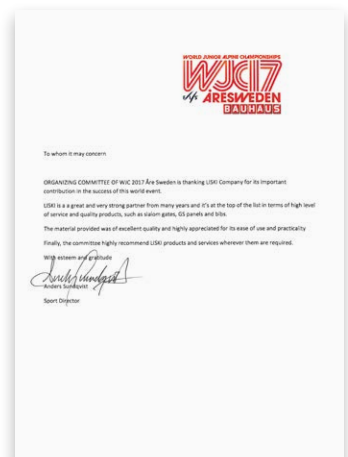 WORLD JUNIOR ALPINE CHAMPIONSHIPS
WJC17
ÅRESWEDEN
BAUHAUS
To whom it may concern
ORGANIZING COMMITTEE OF WJC 2017 Åre Sweden is thanking LISKI Company for its important
contribution in the success of this world event.
LISKI is a a great and very strong partner from many years and it's at the top of the list in terms of high level
of service and quality products, such as slalom gates, GS panels and bibs.
The material provided was of excellent quality and highly appreciated for its ease of use and practicality
Finally, the committee highly recommend LISKI products and services wherever them are required.
With esteem and gratitude
Anders Sundqvist
Sport Director